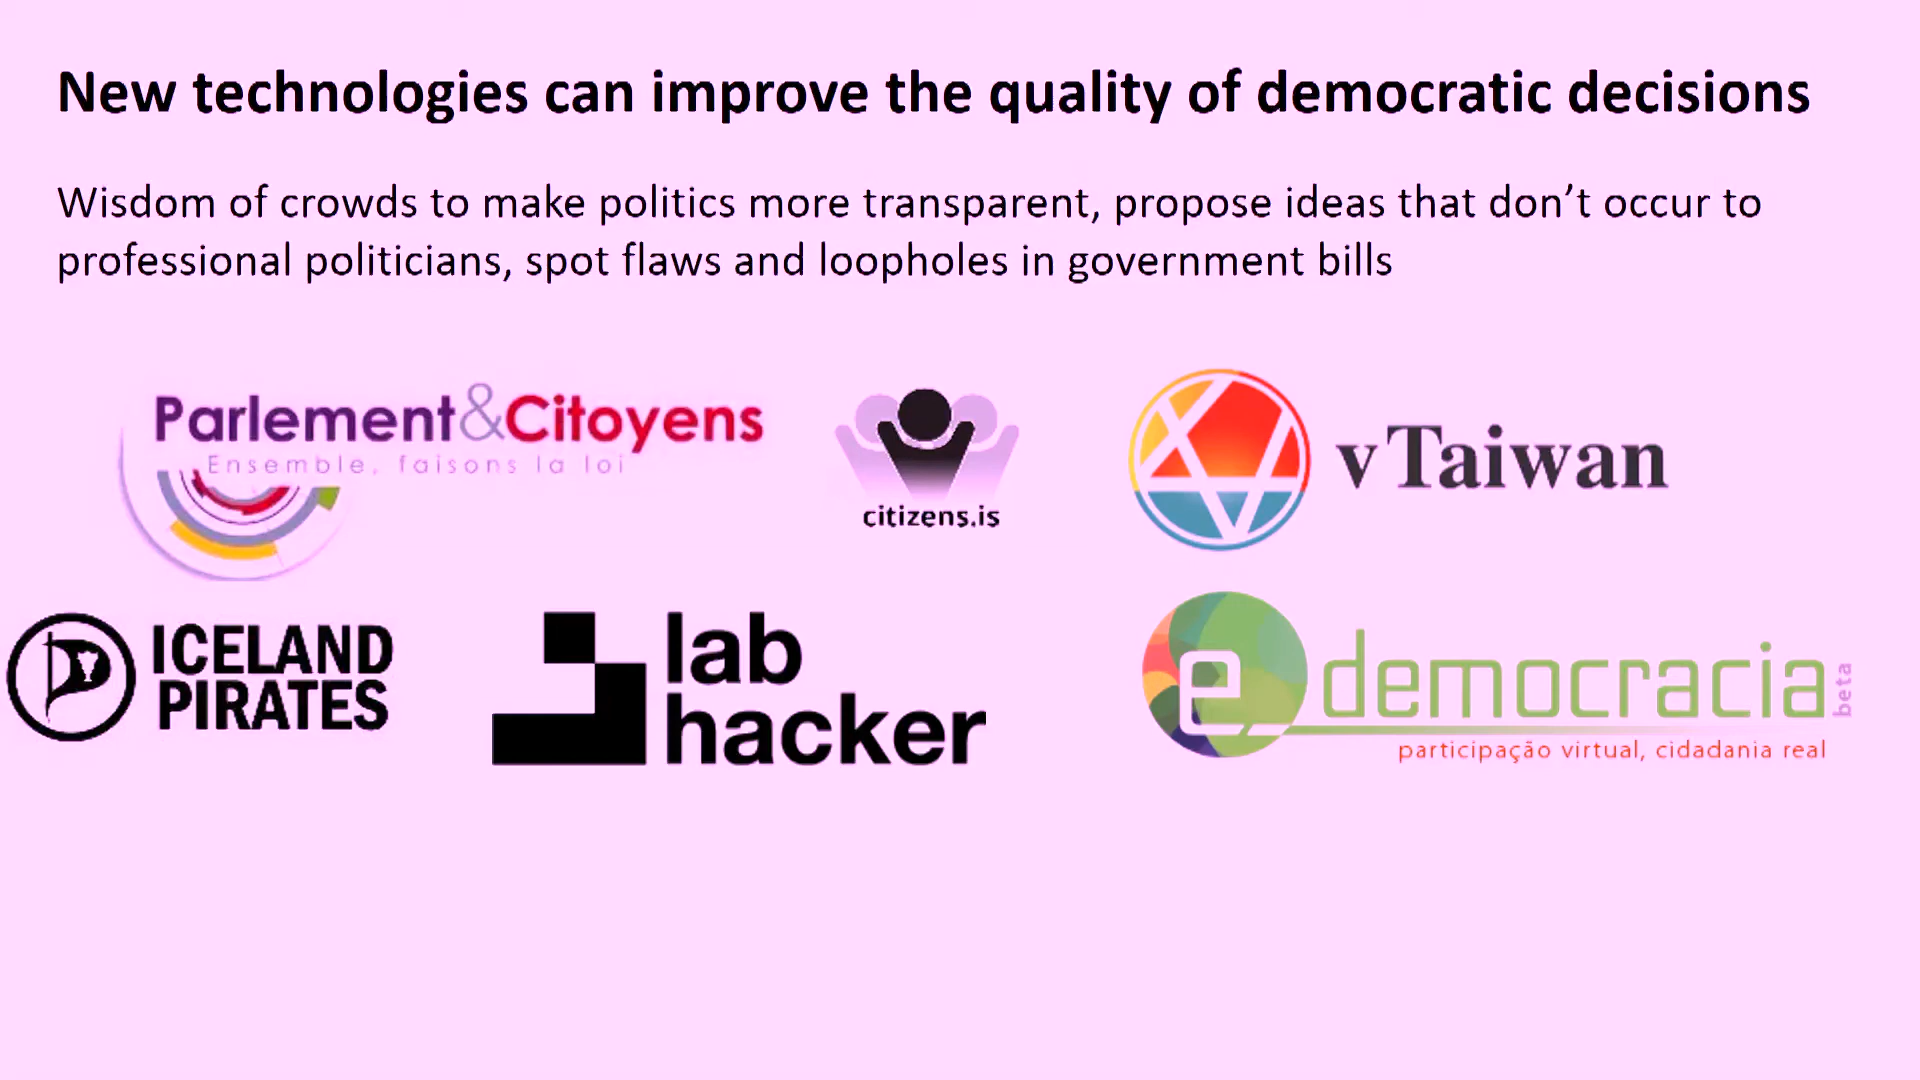 New technologies can improve the quality of democratic decisions
Wisdom of crowds to make politics more transparent, propose ideas that don’t occur to
professional politicians, spot flaws and loopholes in government bills
Parlement&Citoyens
Ensemble, faisons la loi
citizens.is
vTaiwan
ICELAND
PIRATES
lab
hacker
e democracia
beta
participação virtual, cidadania real